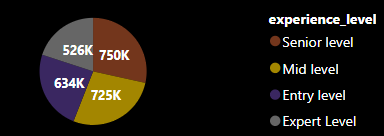 experience_level
526K
750K
Senior level
Mid level
634K
725K
Entry level
Expert Level